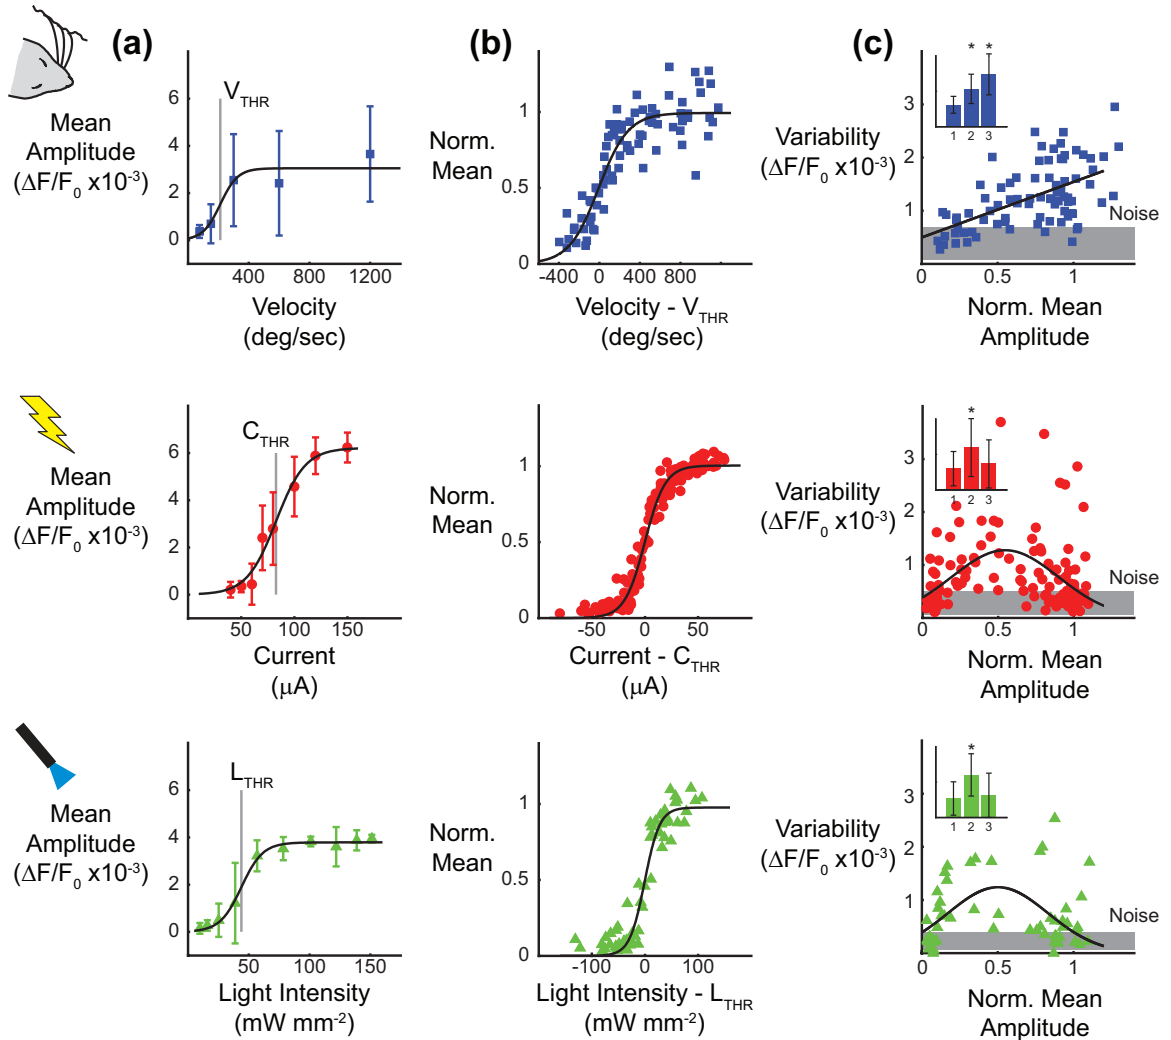 (a)
(b)
(c)
Mean
Amplitude
(ΔF/F0 x10-3)
6
4
2
0
VTHR
400
800
1200
Velocity
(deg/sec)
Norm.
Mean
1
0.5
0
-400
0
400
800
Velocity - VTHR
(deg/sec)
Variability
(ΔF/F0 x10-3)
3
2
1
* *
1 2 3
Noise
0
0.5
1
Norm. Mean
Amplitude
Mean
Amplitude
(ΔF/F0 x10-3)
6
4
2
0
CTHR
50
100
150
Current
(μA)
Norm.
Mean
1
0.5
0
-50
0
50
Current - CTHR
(μA)
Variability
(ΔF/F0 x10-3)
3
2
1
*
1 2 3
Noise
0
0.5
1
Norm. Mean
Amplitude
Mean
Amplitude
(ΔF/F0 x10-3)
6
4
2
0
LTHR
50
100
150
Light Intensity
(mW mm-2)
Norm.
Mean
1
0.5
0
-100
0
100
Light Intensity - LTHR
(mW mm-2)
Variability
(ΔF/F0 x10-3)
3
2
1
*
1 2 3
Noise
0
0.5
1
Norm. Mean
Amplitude